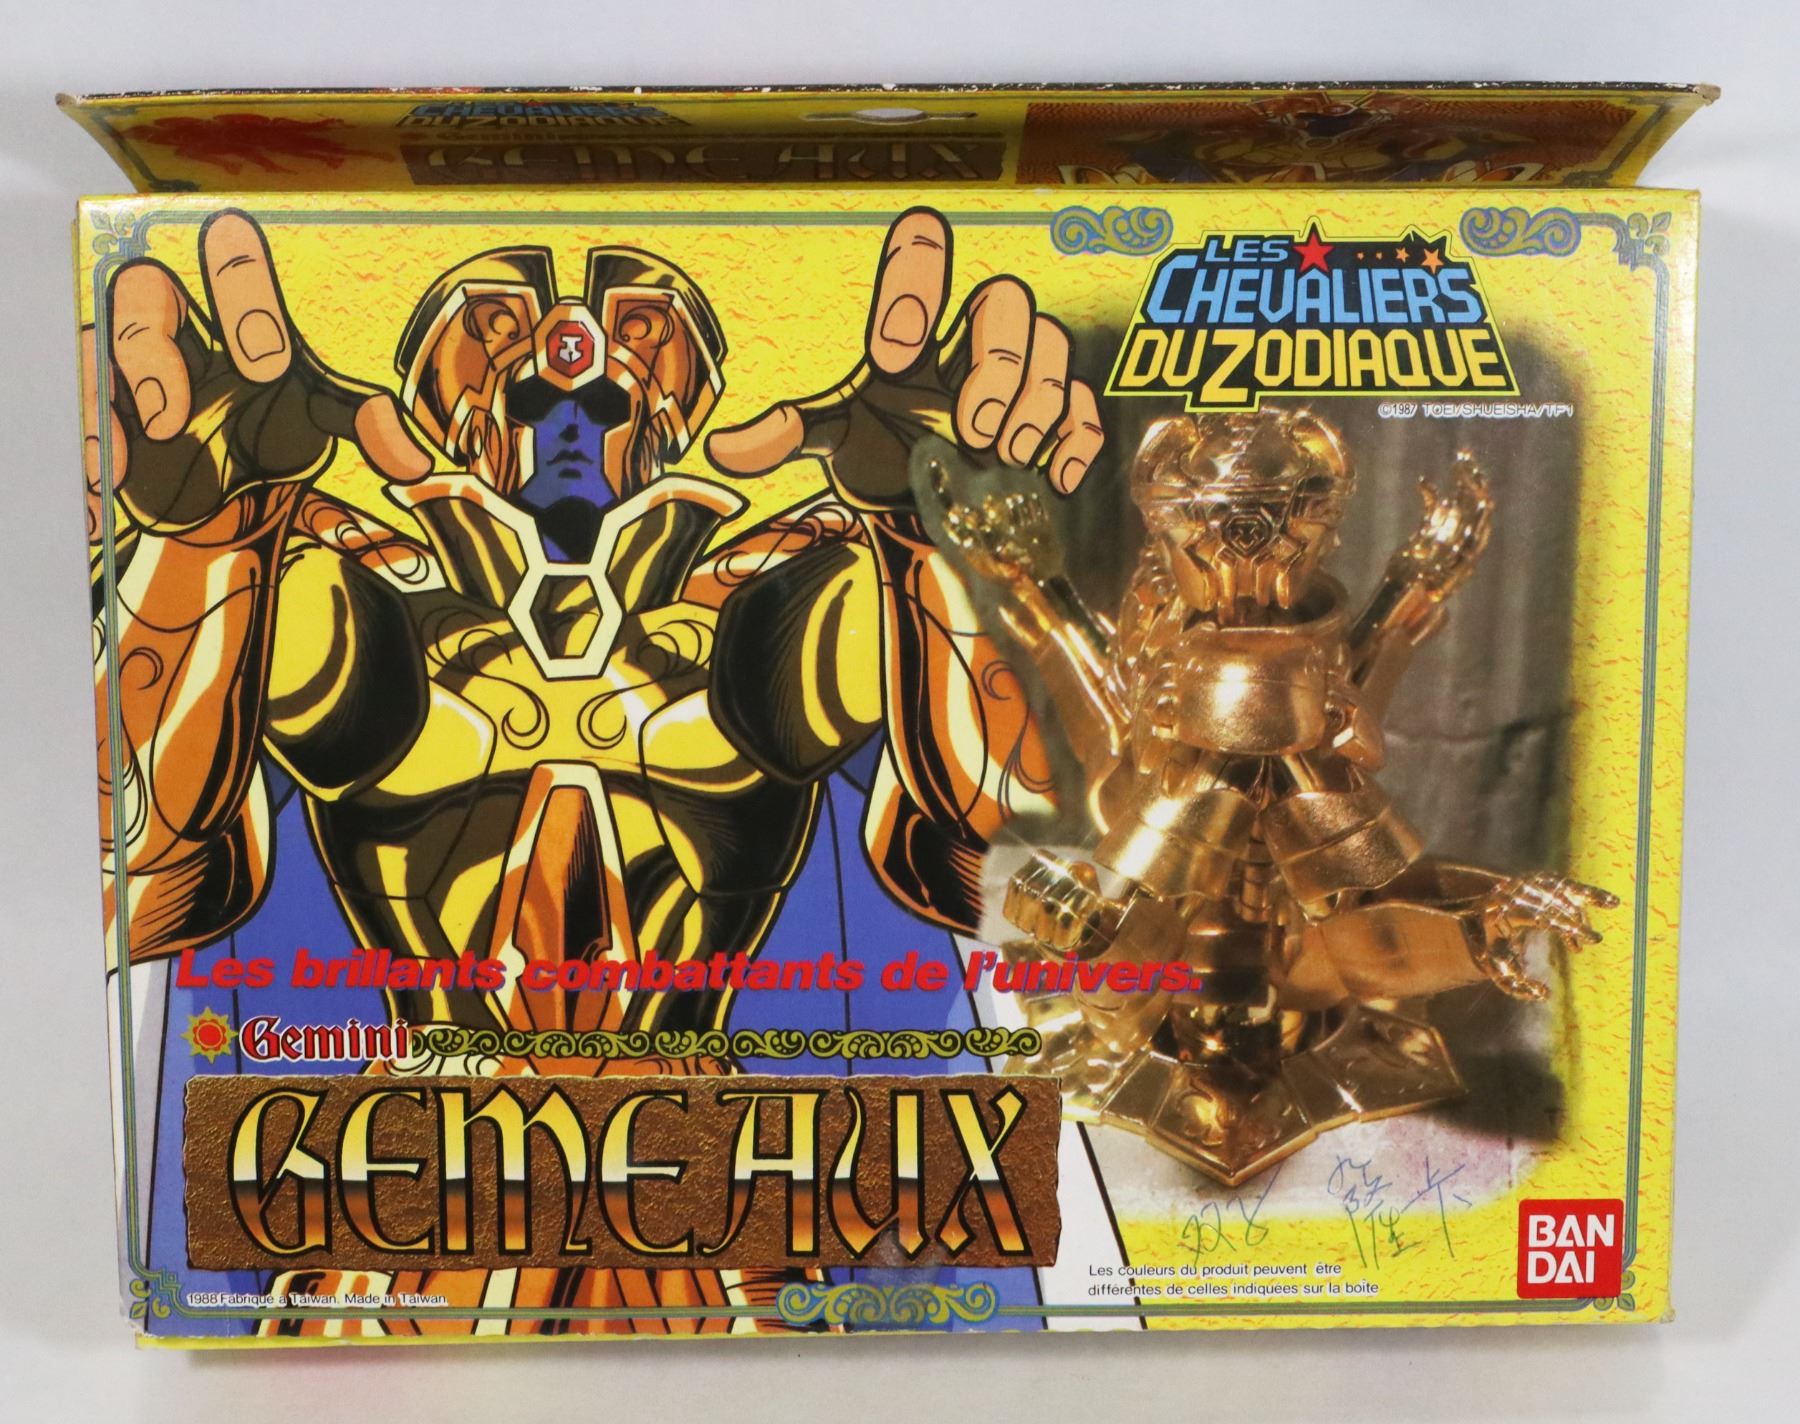 CHEVALIERS
DU ZODIAQUE
Gemini
GEMEAUX
LES
CHEVALIERS
DU ZODIAQUE
©1987 TOEI/SHUEISHA/TF1
Les brillants combattants de l'univers.
Gemini
GEMEAUX
Les couleurs du produit peuvent être
différentes de celles indiquées sur la boîte
BAN
DAI
1988 Fabriqué à Taiwan. Made in Taiwan.